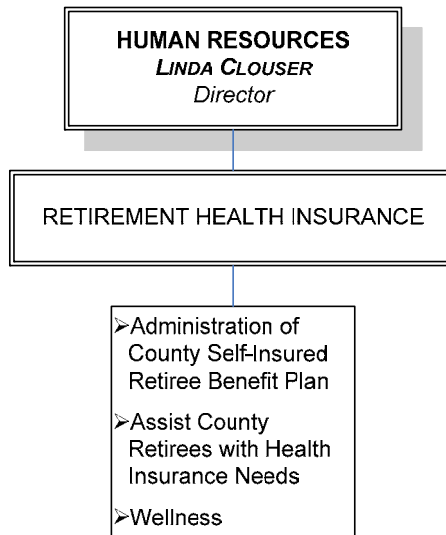 HUMAN RESOURCES
LINDA CLOUSER
Director
RETIREMENT HEALTH INSURANCE
➢Administration of
County Self-Insured
Retiree Benefit Plan
➢Assist County
Retirees with Health
Insurance Needs
➢Wellness